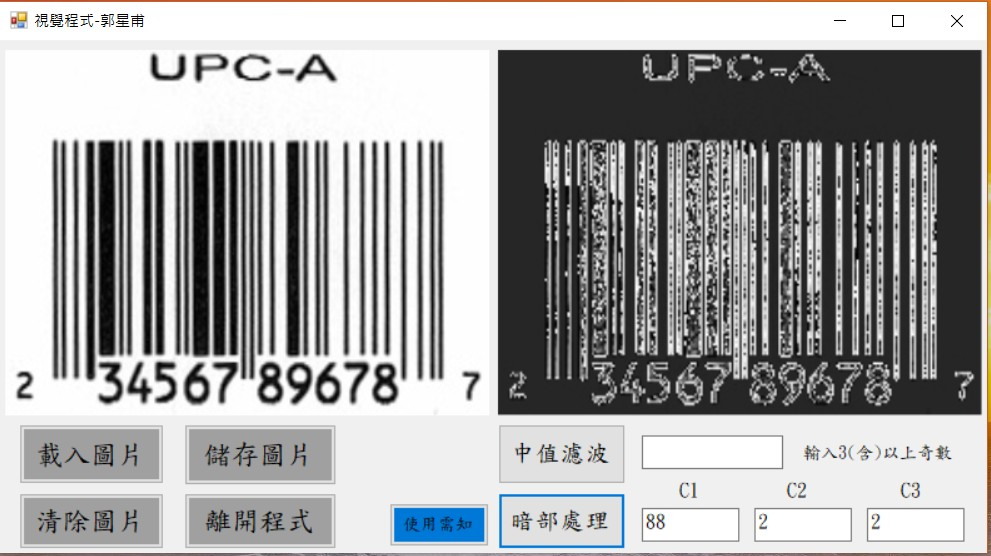 視覺程式-郭星甫
UPC-A
UPC-A
2 34567 89678 7
2 34567 89678 7
載入圖片 儲存圖片 中值濾波 輸入3(含)以上奇數
C1 C2 C3
清除圖片 離開程式 使用需知 暗部處理 88 2 2